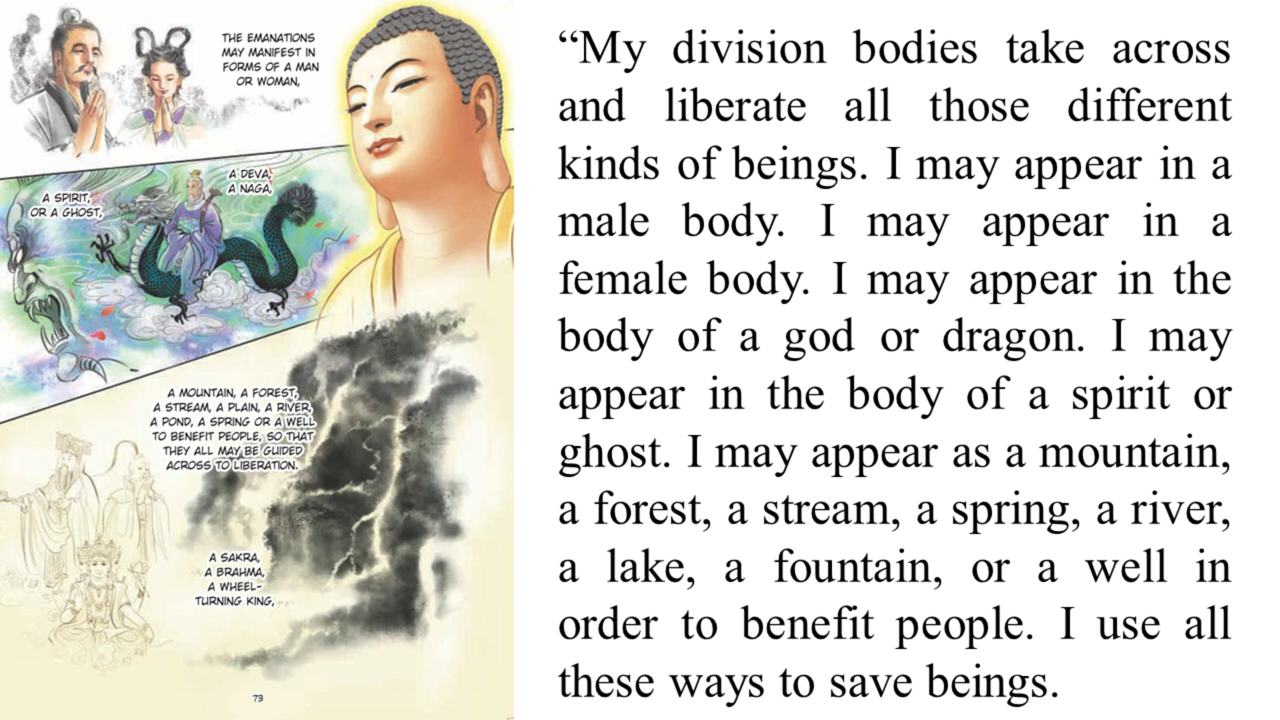 THE EMANATIONS
MAY MANIFEST IN
FORMS OF A MAN
OR WOMAN,
A DEVA,
A NAGA,
A SPIRIT,
OR A GHOST,
A MOUNTAIN, A FOREST,
A STREAM, A PLAIN, A RIVER,
A POND, A SPRING OR A WELL
TO BENEFIT PEOPLE, SO THAT
THEY ALL MAY BE GUIDED
ACROSS TO LIBERATION.
A SAKRA,
A BRAHMA,
A WHEEL-
TURNING KING,
73
“My division bodies take across
and liberate all those different
kinds of beings. I may appear in a
male body. I may appear in a
female body. I may appear in the
body of a god or dragon. I may
appear in the body of a spirit or
ghost. I may appear as a mountain,
a forest, a stream, a spring, a river,
a lake, a fountain, or a well in
order to benefit people. I use all
these ways to save beings.